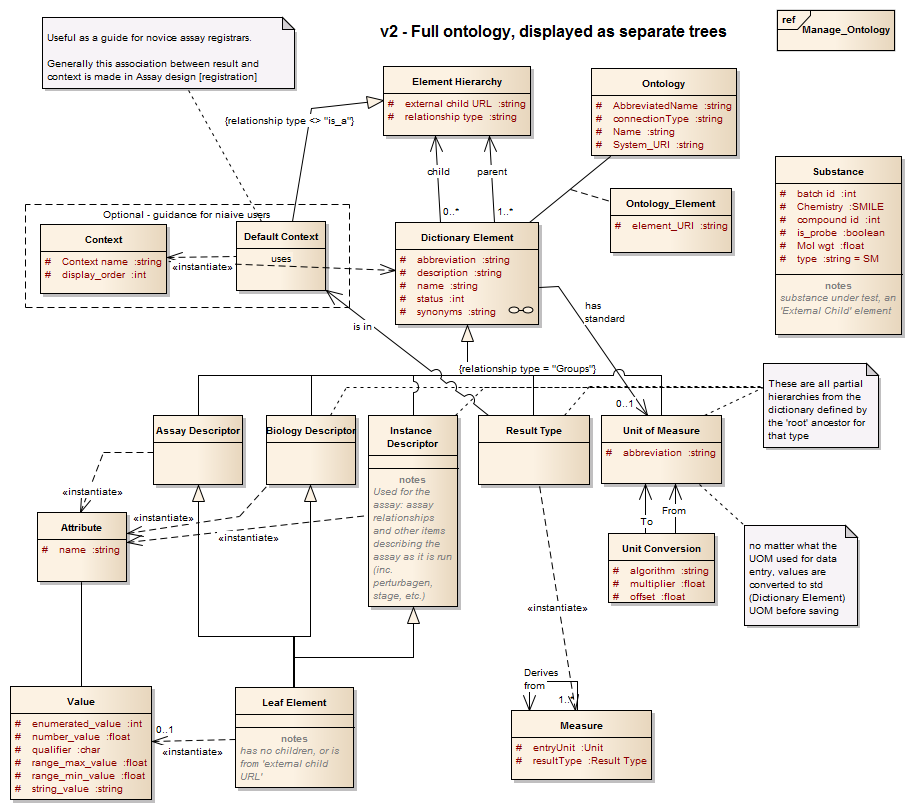 v2 - Full ontology, displayed as separate trees
ref
Manage_Ontology
Useful as a guide for novice assay registrars.
Generally this association between result and
context is made in Assay design [registration]
Element Hierarchy
# external child URL :string
# relationship type :string
{relationship type <> "is_a"}
Ontology
# AbbreviatedName :string
# connectionType :string
# Name :string
# System_URI :string
child
parent
0..*
1..*
Ontology_Element
# element_URI :string
Substance
# batch id :int
# Chemistry :SMILE
# compound id :int
# is_probe :boolean
# Mol wgt :float
# type :string = SM
notes
substance under test, an
'External Child' element
Optional - guidance for niaive users
Context
# Context name :string
# display_order :int
«instantiate»
Default Context
uses
Dictionary Element
# abbreviation :string
# description :string
# name :string
# status :int
# synonyms :string
has
standard
is in
{relationship type = "Groups"}
0..1
These are all partial
hierarchies from the
dictionary defined by
the 'root' ancestor for
that type
Assay Descriptor
Biology Descriptor
Instance
Descriptor
notes
Used for the
assay: assay
relationships
and other items
describing the
assay as it is run
(inc.
perturbagen,
stage, etc.)
Result Type
Unit of Measure
# abbreviation :string
«instantiate»
«instantiate»
«instantiate»
Attribute
# name :string
To
From
Unit Conversion
# algorithm :string
# multiplier :float
# offset :float
no matter what the
UOM used for data
entry, values are
converted to std
(Dictionary Element)
UOM before saving
«instantiate»
Derives
from
1..*
Value
# enumerated_value :int
# number_value :float
# qualifier :char
# range_max_value :float
# range_min_value :float
# string_value :string
0..1
«instantiate»
Leaf Element
notes
has no children, or is
from 'external child
URL'
Measure
# entryUnit :Unit
# resultType :Result Type